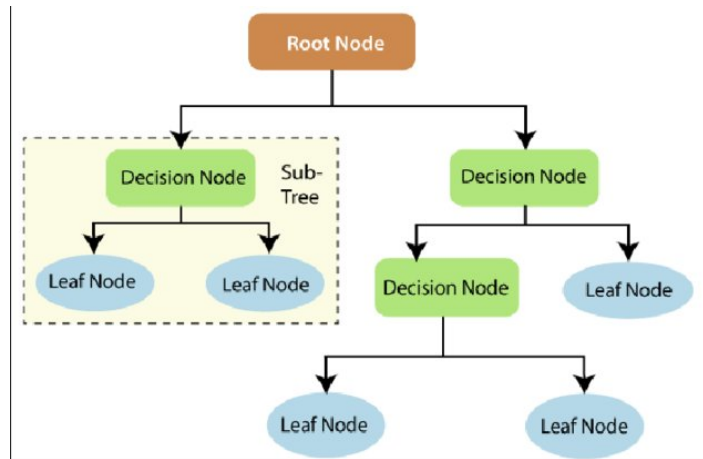 Root Node
Decision Node
Sub-
Tree
Decision Node
Leaf Node
Leaf Node
Decision Node
Leaf Node
Leaf Node
Leaf Node